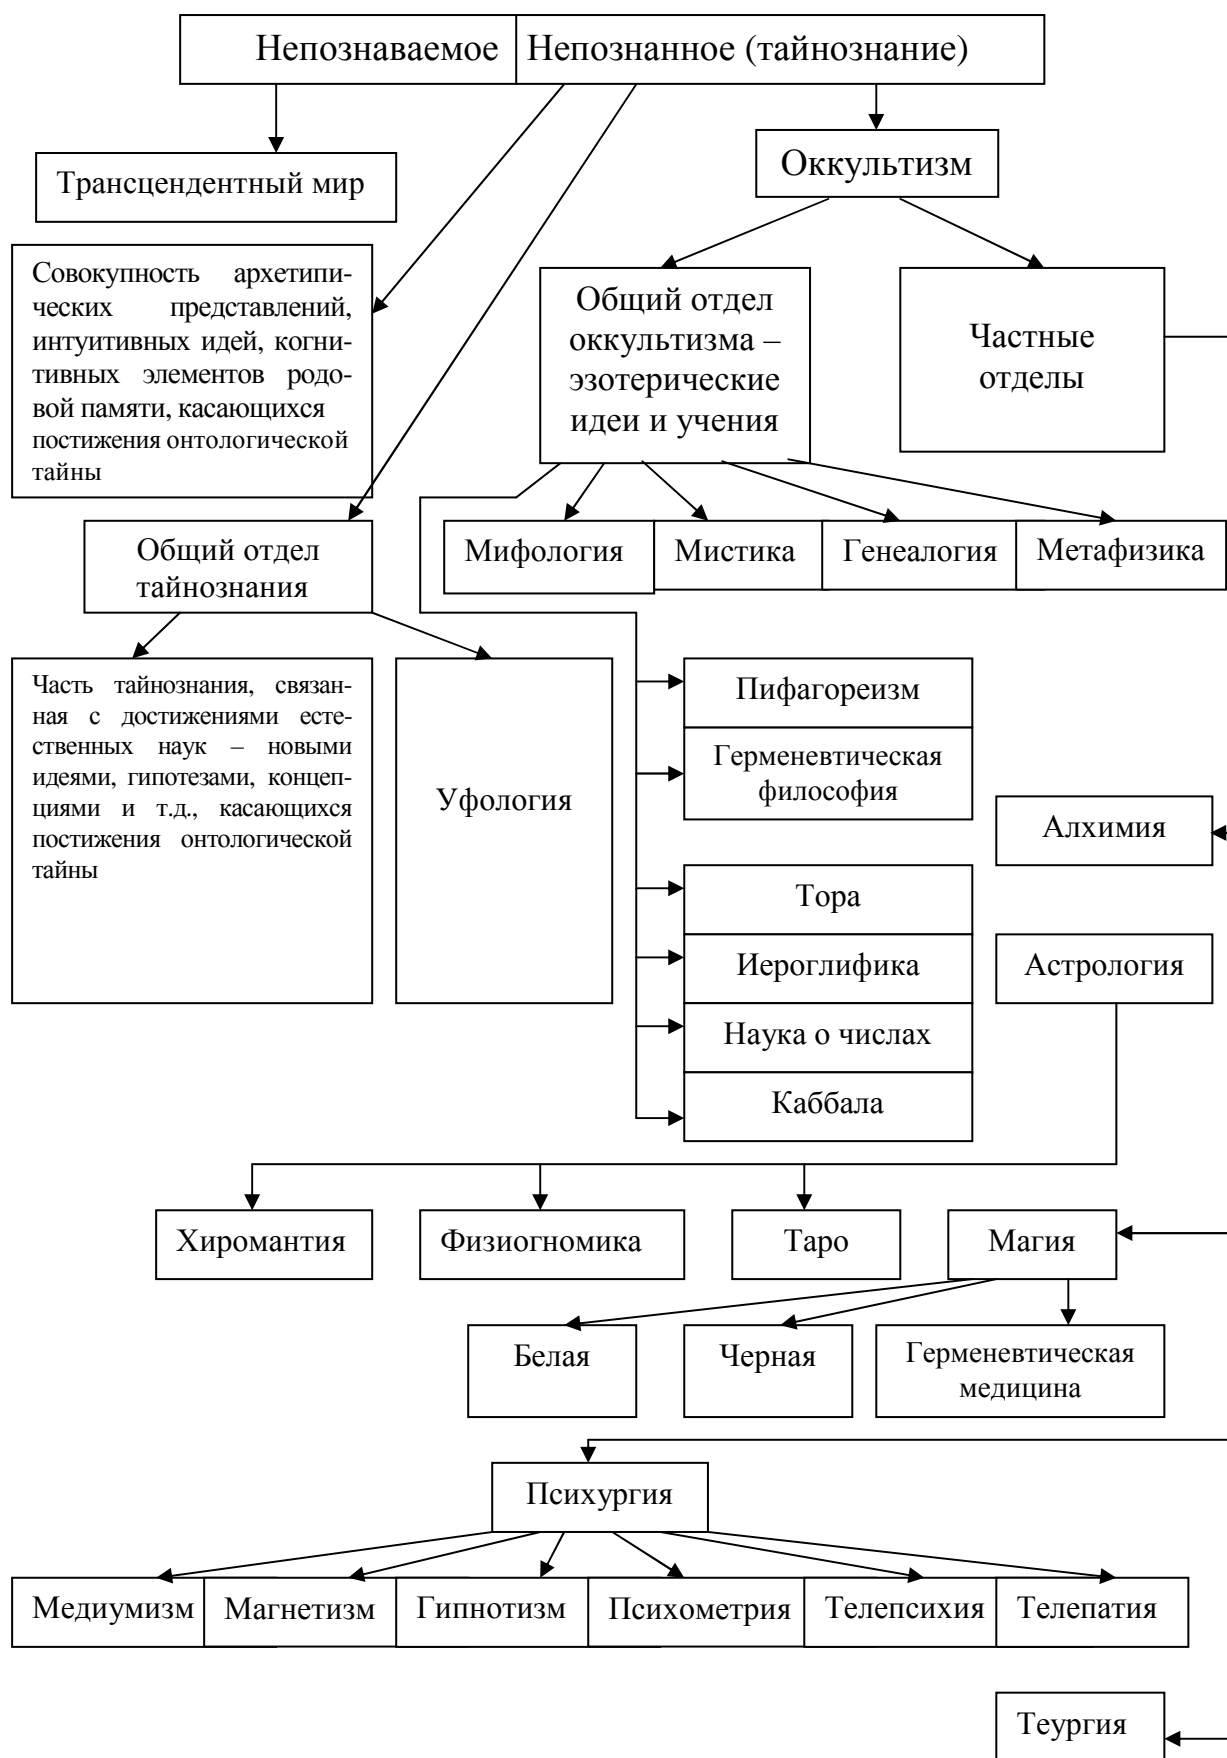 Непознаваемое
Непознанное (тайнознание)
Трансцендентный мир
Оккультизм
Совокупность архетипи-
ческих представлений,
интуитивных идей, когни-
тивных элементов родо-
вой памяти, касающихся
постижения онтологической
тайны
Общий отдел
оккультизма –
эзотерические
идеи и учения
Частные
отделы
Общий отдел
тайнознания
Мифология
Мистика
Генеалогия
Метафизика
Часть тайнознания, связан-
ная с достижениями есте-
ственных наук – новыми
идеями, гипотезами, концеп-
циями и т.д., касающихся
постижения онтологической
тайны
Уфология
Пифагореизм
Герменевтическая
философия
Алхимия
Тора
Иероглифика
Астрология
Наука о числах
Каббала
Хиромантия
Физиогномика
Таро
Магия
Белая
Черная
Герменевтическая
медицина
Психургия
Медиумизм
Магнетизм
Гипнотизм
Психометрия
Телепсихия
Телепатия
Теургия